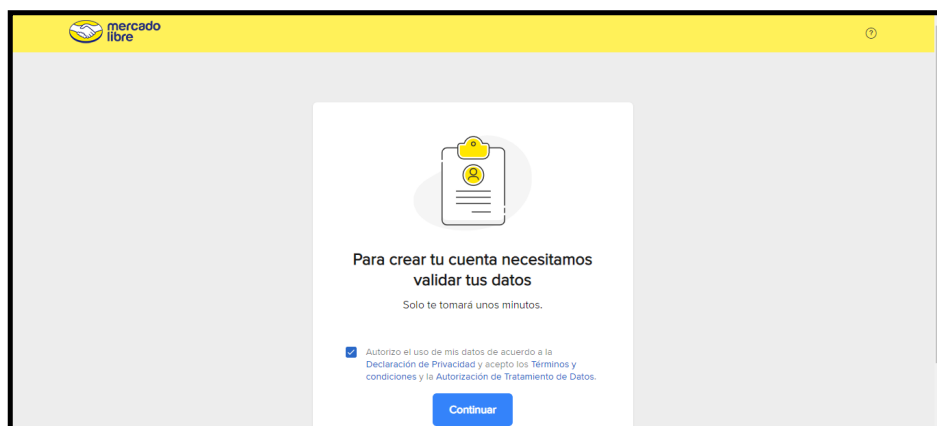 mercado
libre
?
Para crear tu cuenta necesitamos
validar tus datos
Solo te tomará unos minutos.
Autorizo el uso de mis datos de acuerdo a la
Declaración de Privacidad y acepto los Términos y
condiciones y la Autorización de Tratamiento de Datos.
Continuar